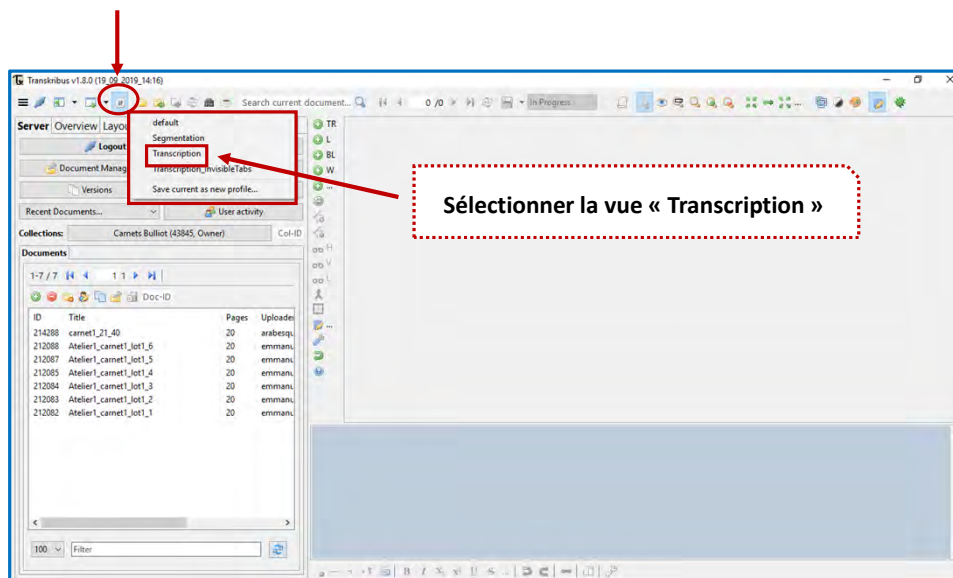 Transkribus v1.8.0 (19_09_2019_14:16)
Search current document...
0 /0
In Progress
Server Overview Layou
default
Segmentation
Transcription
Transcription_InvisibleTabs
Save current as new profile...
Logout
Document Manag
Versions
Recent Documents...
User activity
Collections:
Carnets Bulliot (43845, Owner)
Col-ID
Documents
1-7 / 7
1 1
Doc-ID
ID Title Pages Uploader
214288 carnet1_21_40 20 arabesqu
212088 Atelier1_carnet1_lot1_6 20 emmanu
212087 Atelier1_carnet1_lot1_5 20 emmanu
212085 Atelier1_carnet1_lot1_4 20 emmanu
212084 Atelier1_carnet1_lot1_3 20 emmanu
212083 Atelier1_carnet1_lot1_2 20 emmanu
212082 Atelier1_carnet1_lot1_1 20 emmanu
100
Filter
TR
L
BL
W
...
H
V
L
...
Sélectionner la vue « Transcription »
B I X₁ x¹ U S ...